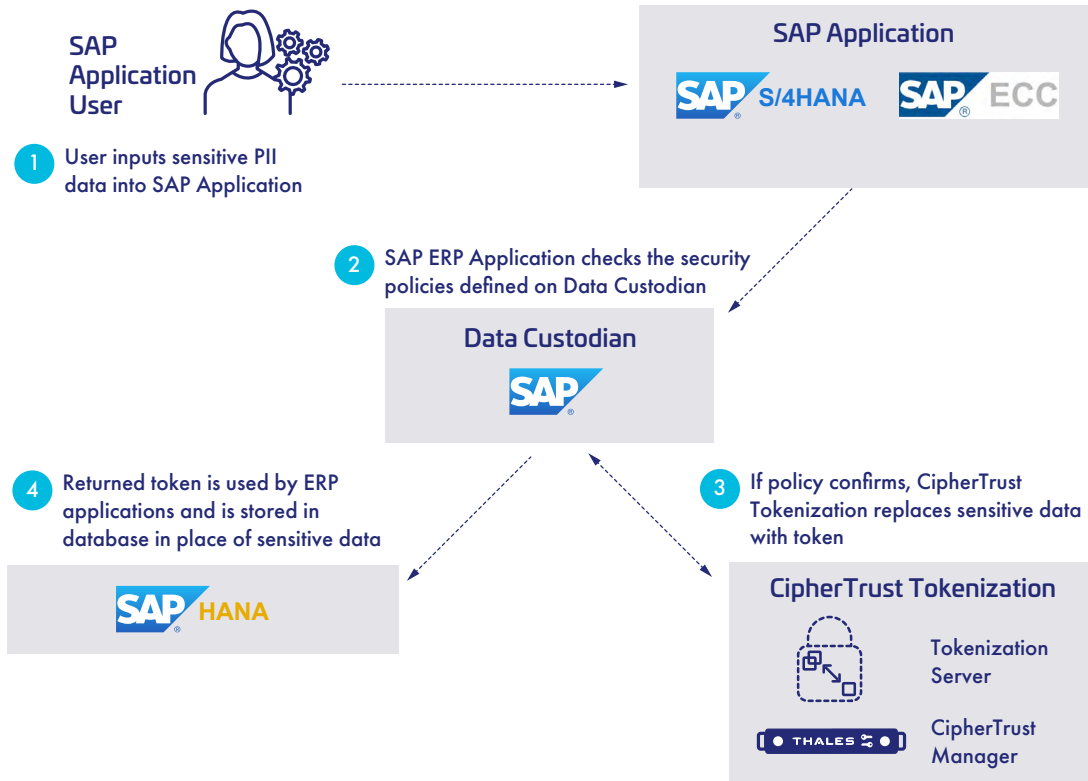 SAP
Application
User
1
User inputs sensitive PII
data into SAP Application
SAP Application
SAP® S/4HANA
SAP® ECC
2
SAP ERP Application checks the security
policies defined on Data Custodian
Data Custodian
SAP®
4
Returned token is used by ERP
applications and is stored in
database in place of sensitive data
SAP® HANA
3
If policy confirms, CipherTrust
Tokenization replaces sensitive data
with token
CipherTrust Tokenization
Tokenization
Server
THALES
CipherTrust
Manager